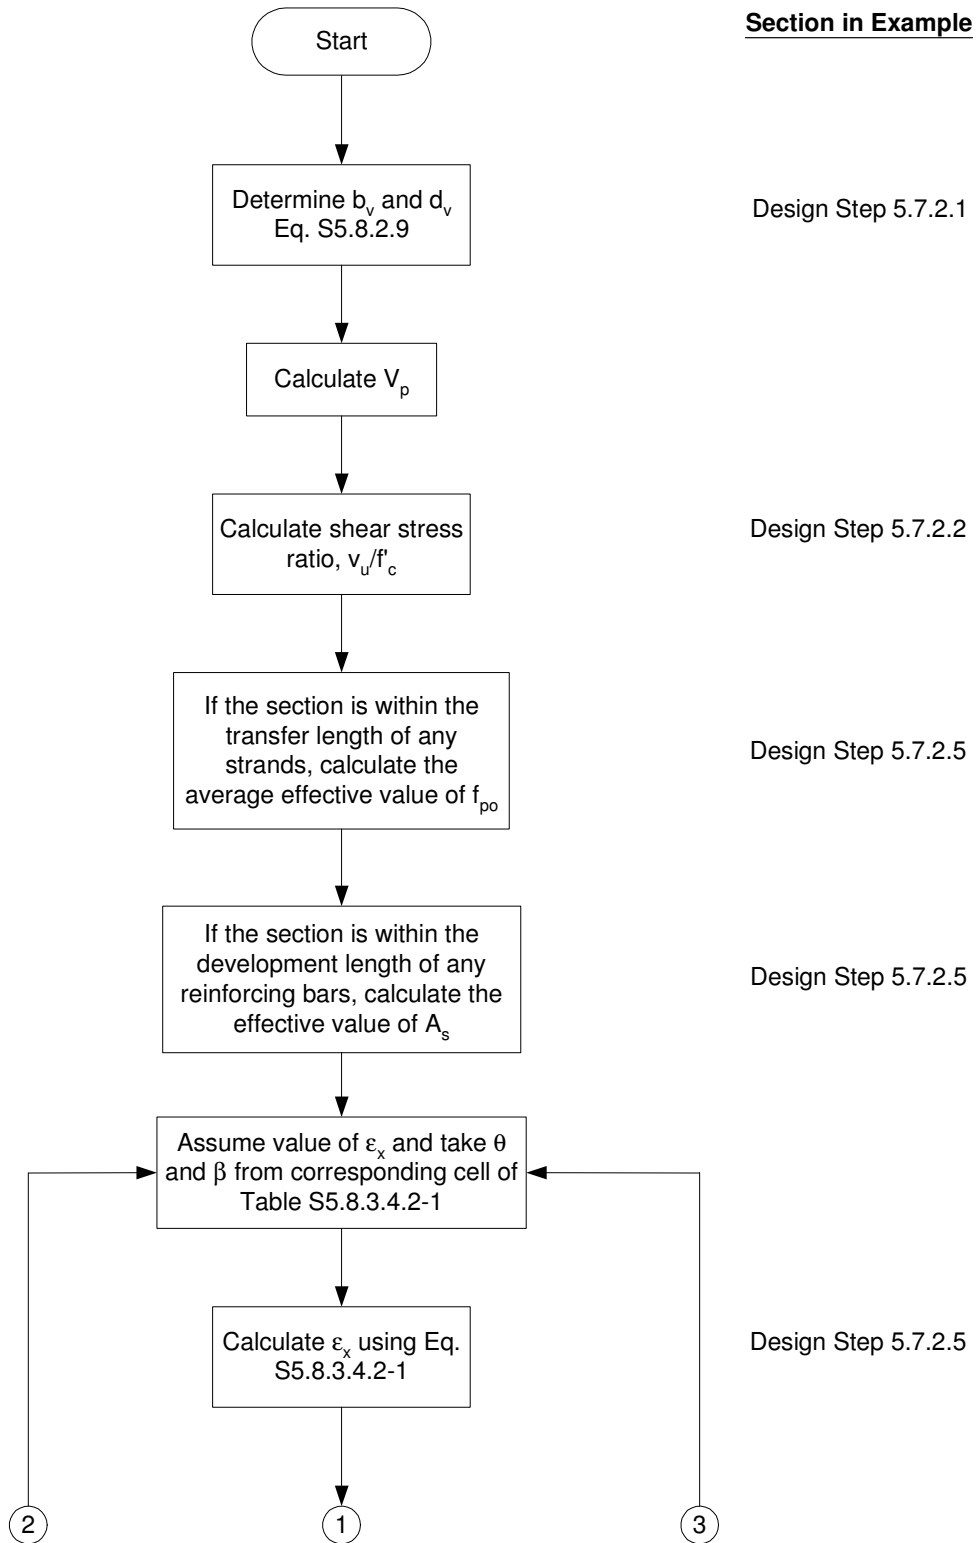 Section in Example
Start
Determine b_v and d_v
Eq. S5.8.2.9
Design Step 5.7.2.1
Calculate V_p
Calculate shear stress
ratio, v_u/f'_c
Design Step 5.7.2.2
If the section is within the
transfer length of any
strands, calculate the
average effective value of f_po
Design Step 5.7.2.5
If the section is within the
development length of any
reinforcing bars, calculate the
effective value of A_s
Design Step 5.7.2.5
Assume value of ε_x and take θ
and β from corresponding cell of
Table S5.8.3.4.2-1
Calculate ε_x using Eq.
S5.8.3.4.2-1
Design Step 5.7.2.5
2
1
3